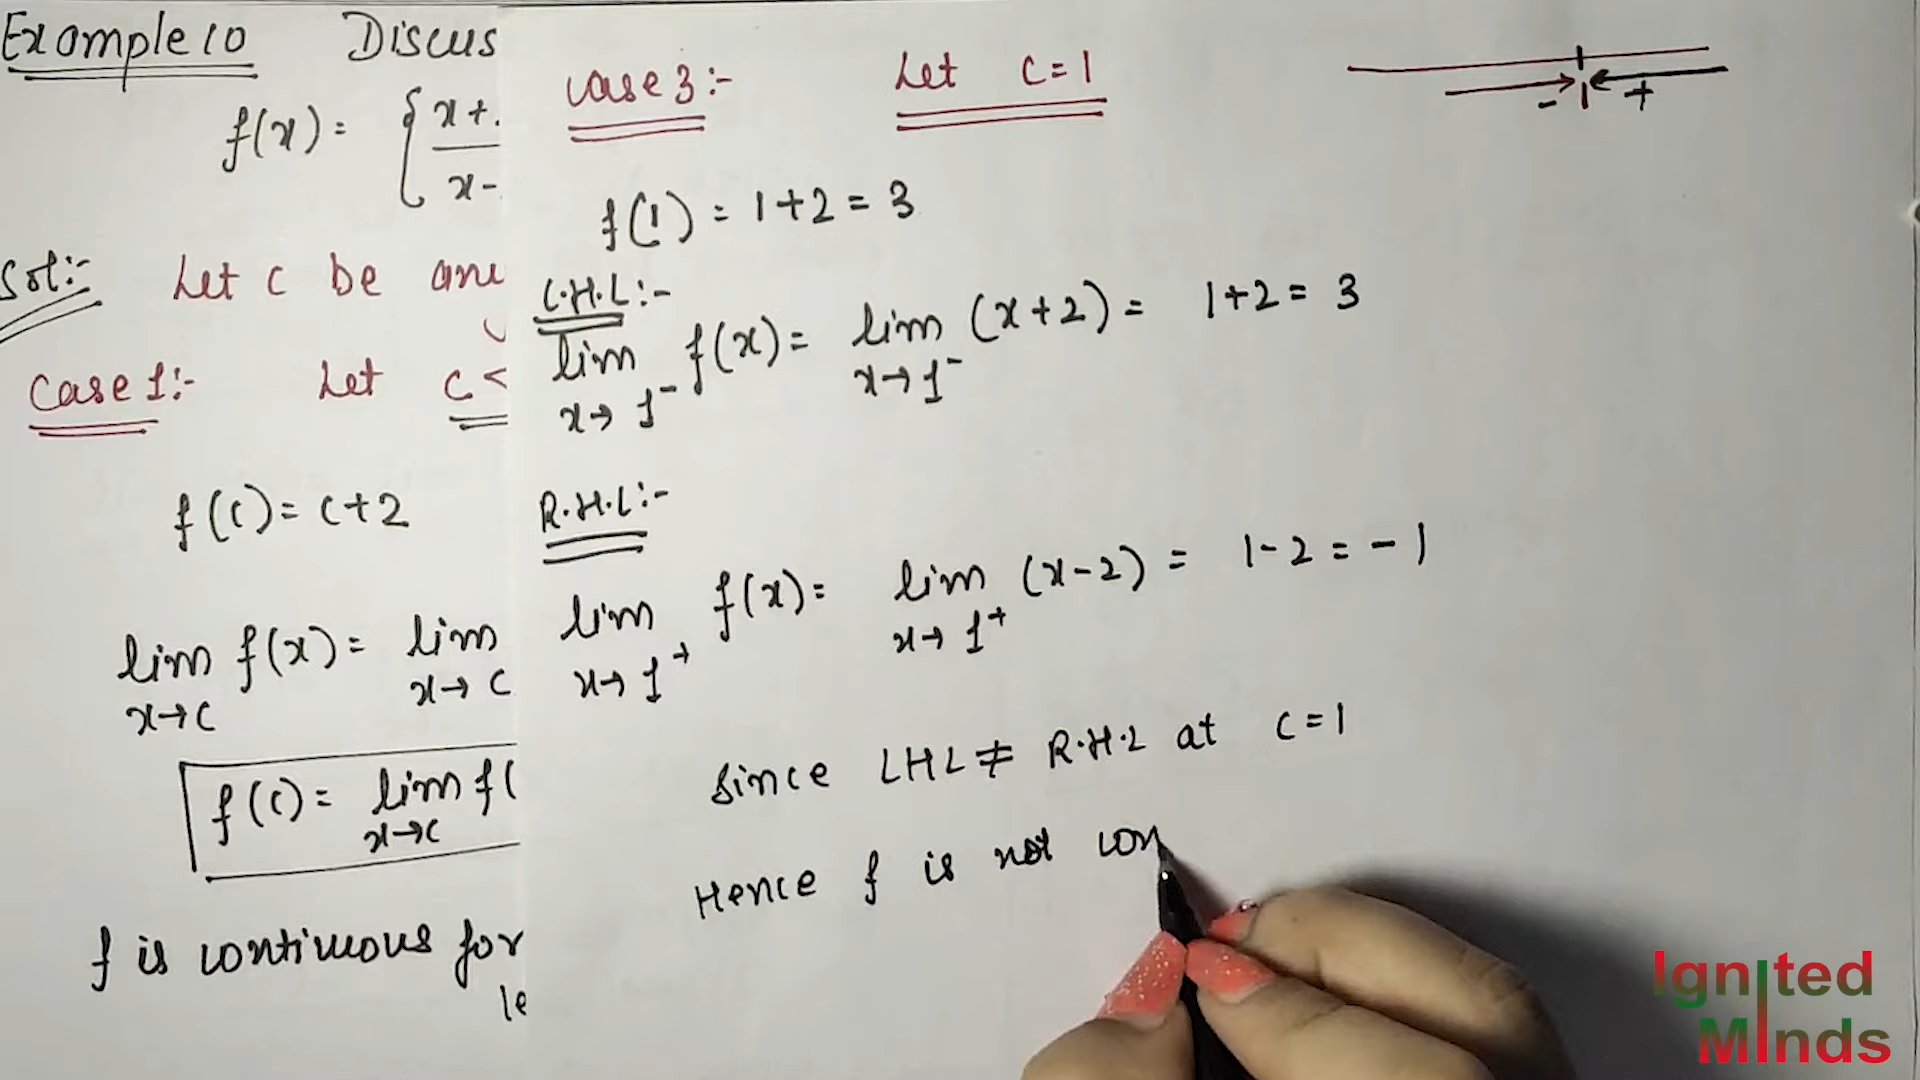 Example 10 Discus
f(x) = { x+
x-
Sol:- Let c be any
Case 1:- Let c <
f(c) = c+2
lim f(x) = lim
x→c x→c
f(c) = lim f(
x→c
f is continuous for
le
Case 3:- Let c=1
- 1 +
f(1) = 1+2 = 3
L.H.L:-
lim f(x) = lim (x+2) = 1+2 = 3
x→1⁻ x→1⁻
R.H.L:-
lim f(x) = lim (x-2) = 1-2 = -1
x→1⁺ x→1⁺
Since LHL ≠ R.H.L at c=1
Hence f is not con
Ignited
Minds